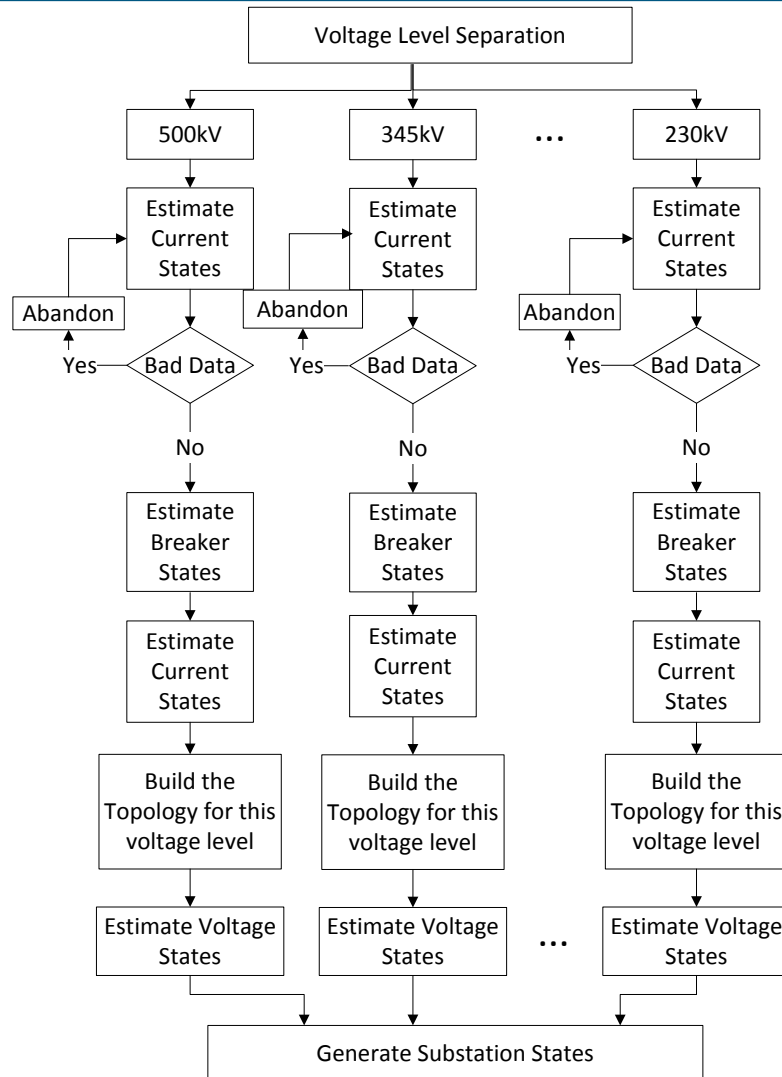 Voltage Level Separation
500kV
345kV
...
230kV
Estimate
Current
States
Estimate
Current
States
Estimate
Current
States
Abandon
Abandon
Abandon
Yes
Bad Data
Yes
Bad Data
Yes
Bad Data
No
No
No
Estimate
Breaker
States
Estimate
Breaker
States
Estimate
Breaker
States
Estimate
Current
States
Estimate
Current
States
Estimate
Current
States
Build the
Topology for this
voltage level
Build the
Topology for this
voltage level
Build the
Topology for this
voltage level
Estimate Voltage
States
Estimate Voltage
States
...
Estimate Voltage
States
Generate Substation States